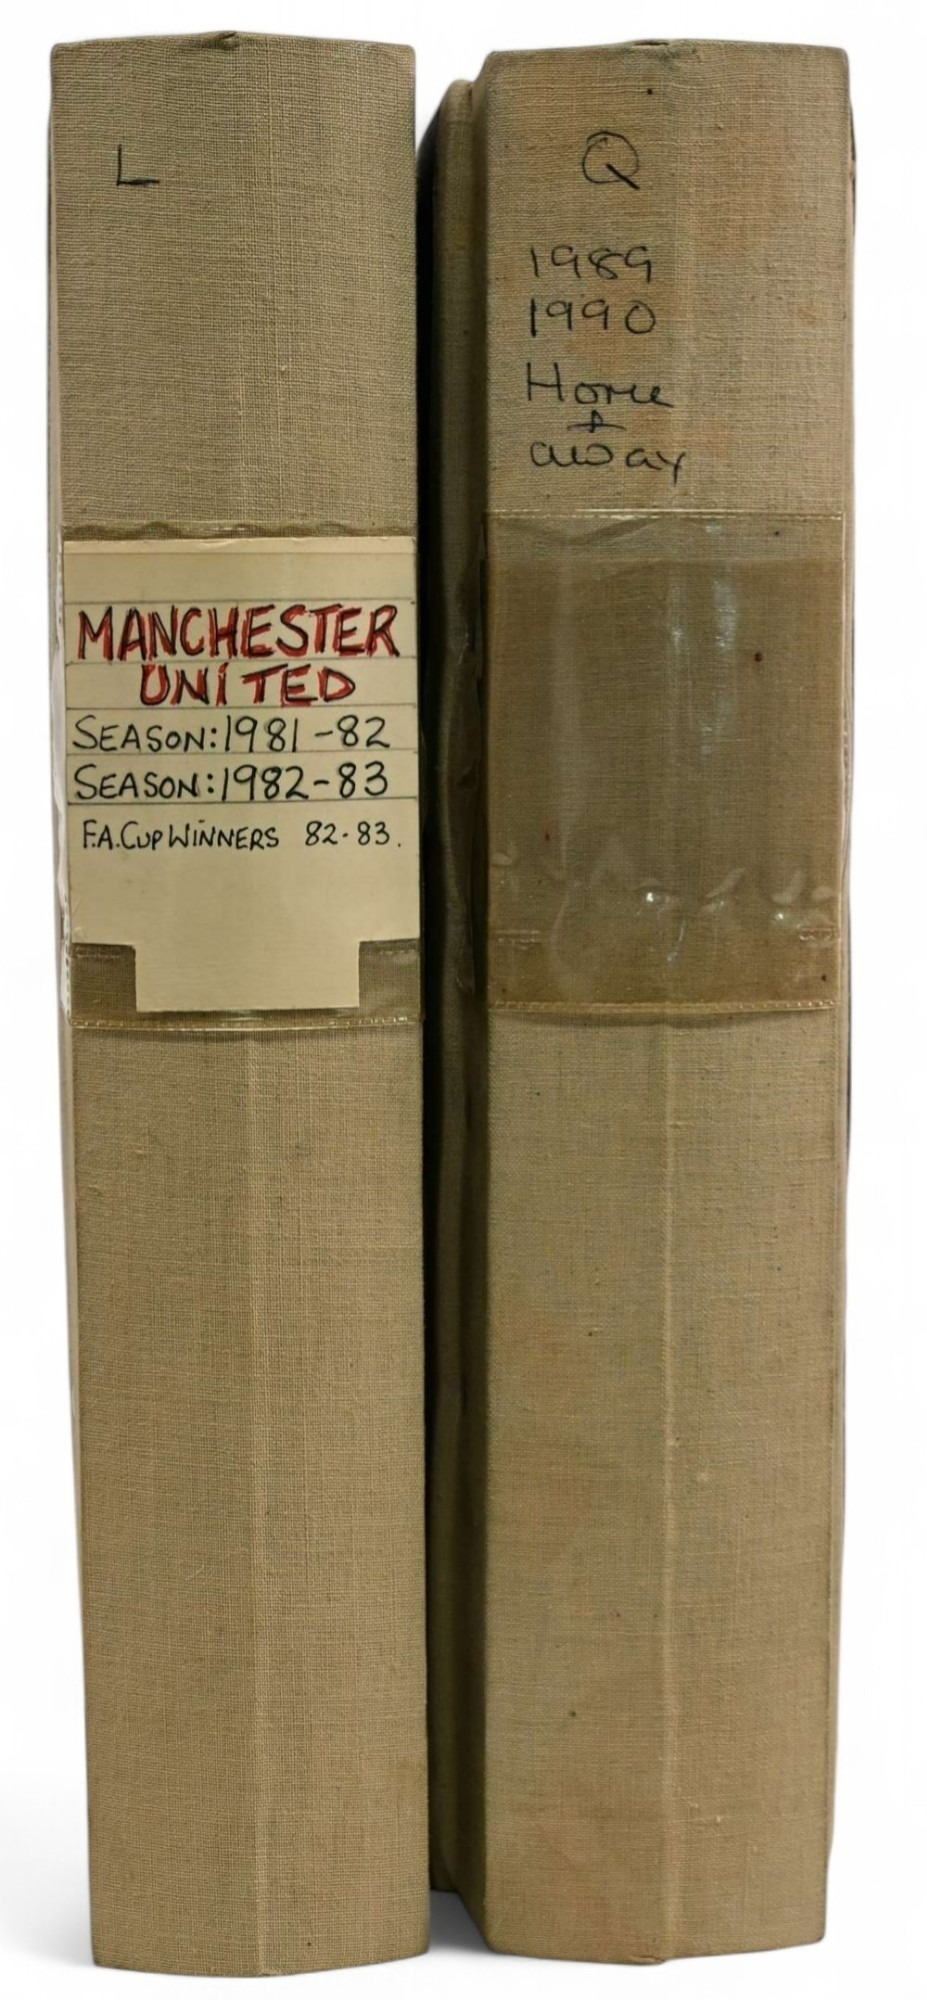 L
MANCHESTER
UNiTED
SEASON:1981-82
SEASON:1982-83
F.A.CUP WiNNERS 82-83.
Q
1989
1990
Home
+
away